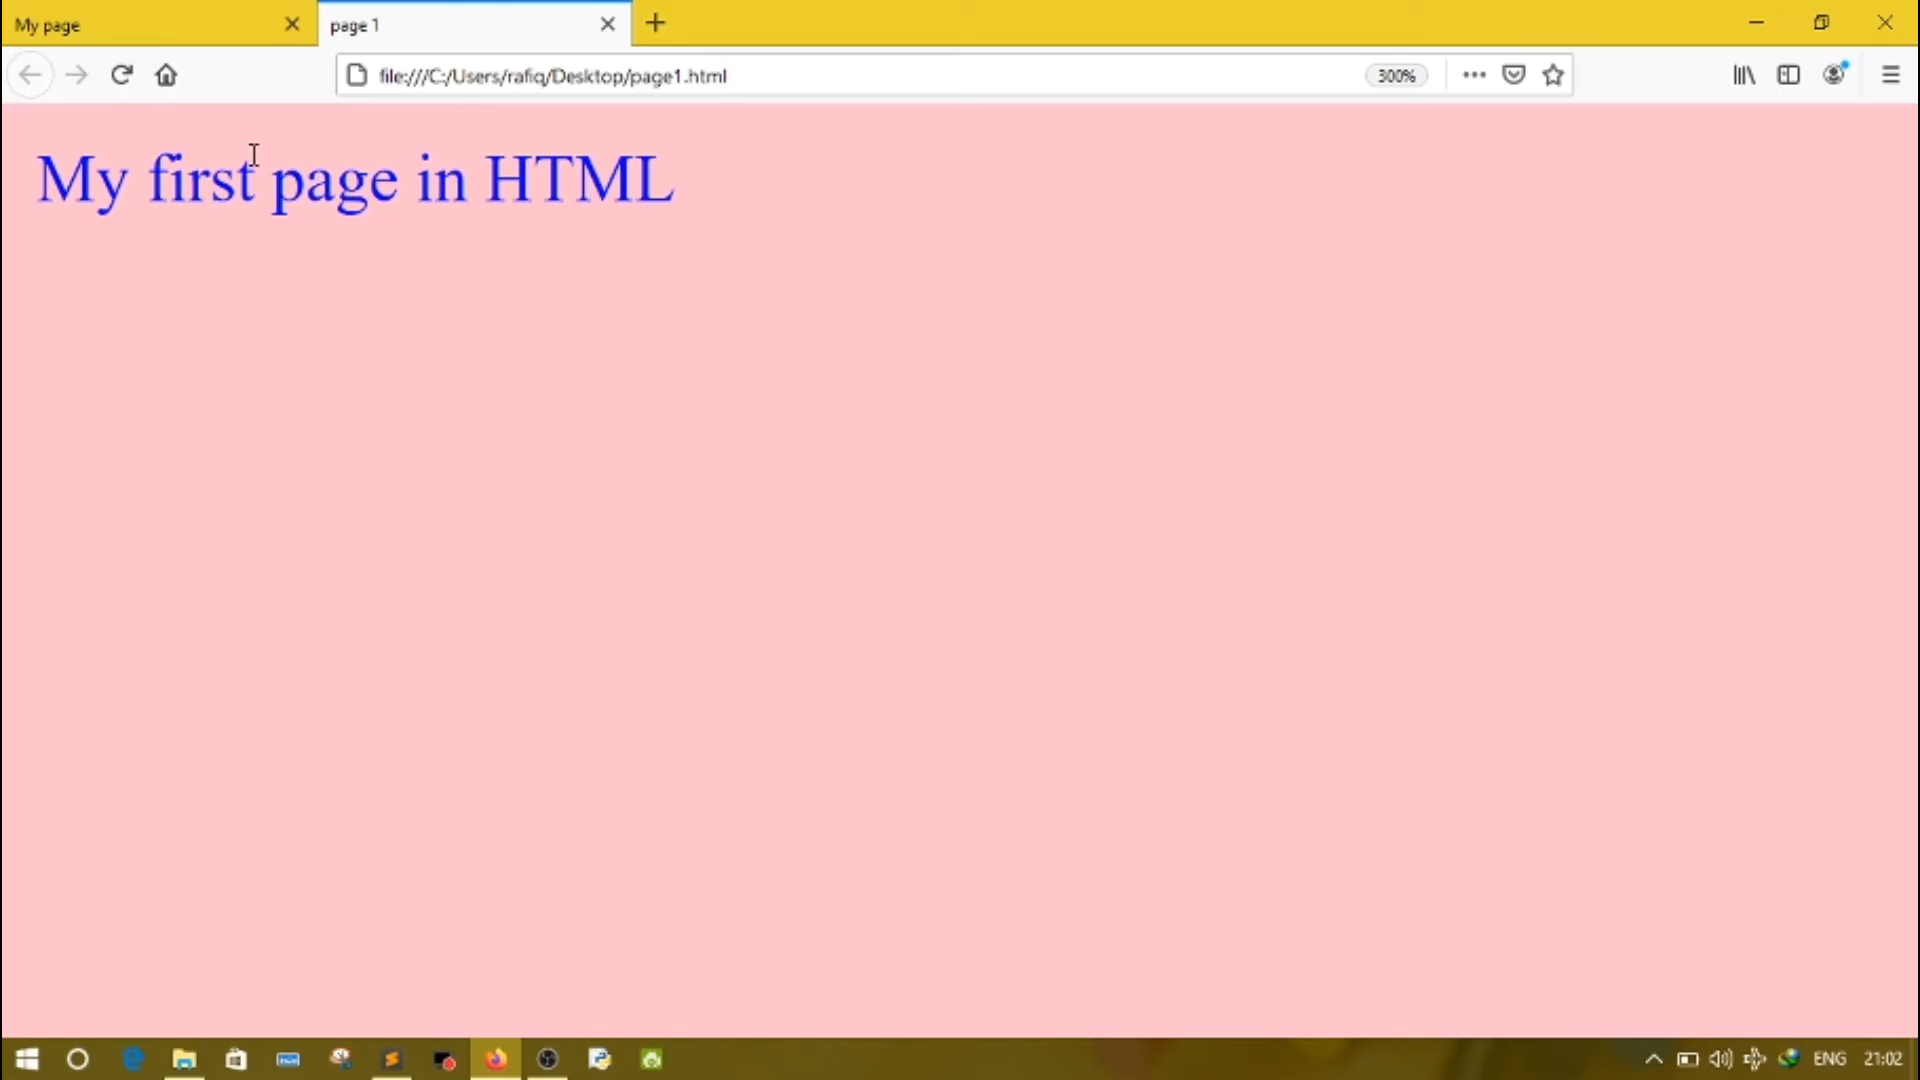 My page
page 1
file:///C:/Users/rafiq/Desktop/page1.html
300%
My first page in HTML
ENG
21:02